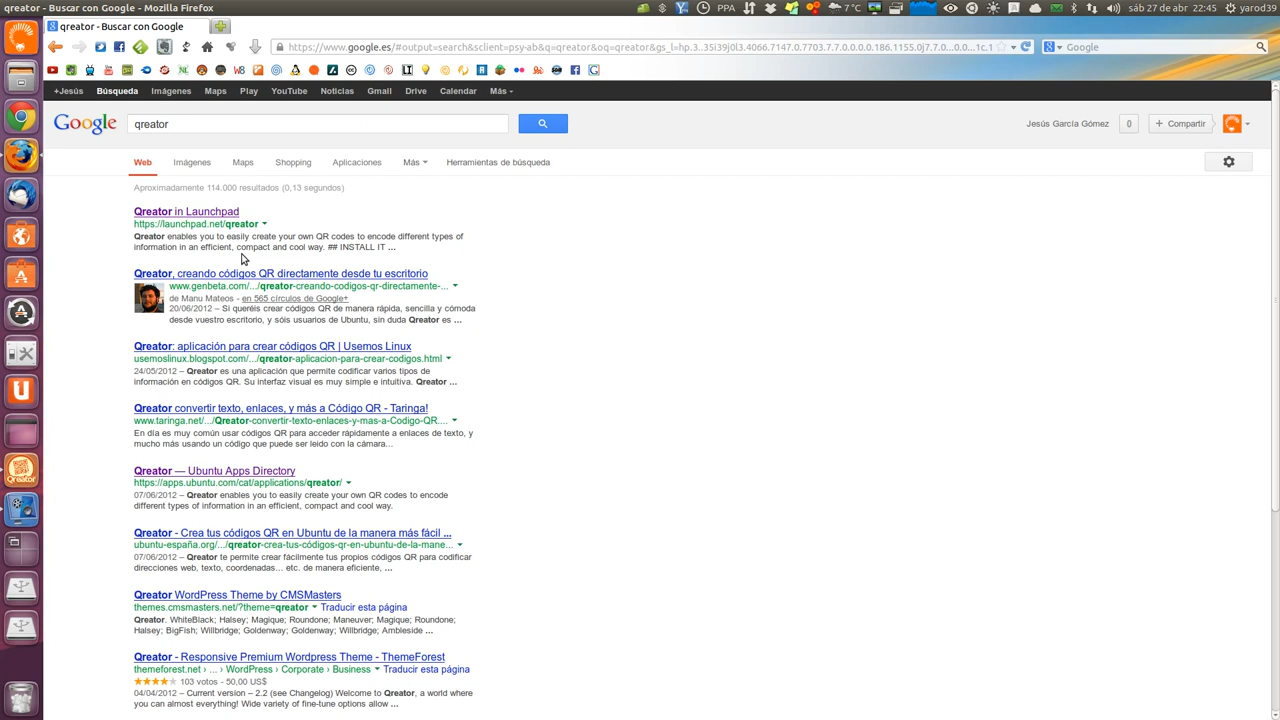 qreator - Buscar con Google - Mozilla Firefox
PPA
7°C
sáb 27 de abr 22:45
yarod39
qreator - Buscar con Google
https://www.google.es/#output=search&sclient=psy-ab&q=qreator&oq=qreator&gs_l=hp.3..35i39j0l3.4066.7147.0.7703.7.7.0.0.0.0.186.1155.0j7.7.0...0.0...1c.1
Google
+Jesús Búsqueda Imágenes Maps Play YouTube Noticias Gmail Drive Calendar Más
Google
qreator
Jesús García Gómez
0
+ Compartir
Web Imágenes Maps Shopping Aplicaciones Más Herramientas de búsqueda
Aproximadamente 114.000 resultados (0,13 segundos)
Qreator in Launchpad
https://launchpad.net/qreator
Qreator enables you to easily create your own QR codes to encode different types of
information in an efficient, compact and cool way. ## INSTALL IT ...
Qreator, creando códigos QR directamente desde tu escritorio
www.genbeta.com/.../qreator-creando-codigos-qr-directamente-...
de Manu Mateos - en 565 círculos de Google+
20/06/2012 – Si queréis crear códigos QR de manera rápida, sencilla y cómoda
desde vuestro escritorio, y sóis usuarios de Ubuntu, sin duda Qreator es ...
Qreator: aplicación para crear códigos QR | Usemos Linux
usemoslinux.blogspot.com/.../qreator-aplicacion-para-crear-codigos.html
24/05/2012 – Qreator es una aplicación que permite codificar varios tipos de
información en códigos QR. Su interfaz visual es muy simple e intuitiva. Qreator ...
Qreator convertir texto, enlaces, y más a Código QR - Taringa!
www.taringa.net/.../Qreator-convertir-texto-enlaces-y-mas-a-Codigo-QR....
En día es muy común usar códigos QR para acceder rápidamente a enlaces de texto, y
mucho más usando un código que puede ser leido con la cámara...
Qreator — Ubuntu Apps Directory
https://apps.ubuntu.com/cat/applications/qreator/
07/06/2012 – Qreator enables you to easily create your own QR codes to encode
different types of information in an efficient, compact and cool way.
Qreator - Crea tus códigos QR en Ubuntu de la manera más fácil ...
ubuntu-españa.org/.../qreator-crea-tus-códigos-qr-en-ubuntu-de-la-mane...
07/06/2012 – Qreator te permite crear fácilmente tus propios códigos QR para codificar
direcciones web, texto, coordenadas... etc. de manera eficiente, ...
Qreator WordPress Theme by CMSMasters
themes.cmsmasters.net/?theme=qreator Traducir esta página
Qreator. WhiteBlack; Halsey; Magique; Roundone; Maneuver; Magique; Roundone;
Halsey; BigFish; Willbridge; Goldenway; Goldenway; Willbridge; Ambleside ...
Qreator - Responsive Premium Wordpress Theme - ThemeForest
themeforest.net › ... › WordPress › Corporate › Business Traducir esta página
103 votos - 50,00 US$
04/04/2012 – Current version – 2.2 (see Changelog) Welcome to Qreator, a world where
you can almost everything! Wide variety of fine-tune options allow ...
Qreator